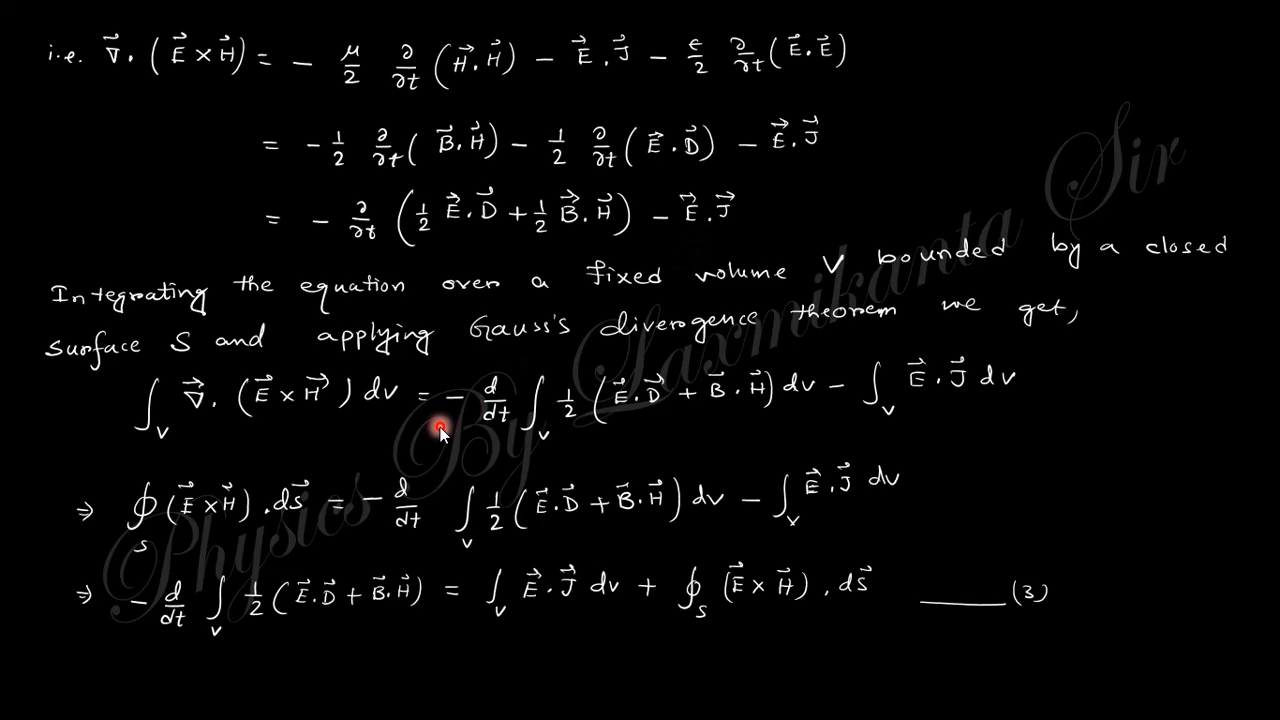 i.e. ∇⃗ . (E⃗ × H⃗) = - μ/2 ∂/∂t (H⃗ . H⃗) - E⃗ . J⃗ - ϵ/2 ∂/∂t (E⃗ . E⃗)
= - 1/2 ∂/∂t ( B⃗ . H⃗) - 1/2 ∂/∂t ( E⃗ . D⃗) - E⃗ . J⃗
= - ∂/∂t (1/2 E⃗ . D⃗ + 1/2 B⃗ . H⃗) - E⃗ . J⃗
Integrating the equation over a fixed volume V bounded by a closed
surface S and applying Gauss's divergence theorem we get,
∫_V ∇⃗ . (E⃗ × H⃗) dv = - d/dt ∫_V 1/2 (E⃗ . D⃗ + B⃗ . H⃗) dv - ∫_V E⃗ . J⃗ dv
⇒ ∮_S (E⃗ × H⃗) . dS⃗ = - d/dt ∫_V 1/2 (E⃗ . D⃗ + B⃗ . H⃗) dv - ∫_V E⃗ . J⃗ dv
⇒ - d/dt ∫_V 1/2 (E⃗ . D⃗ + B⃗ . H⃗) = ∫_V E⃗ . J⃗ dv + ∮_S (E⃗ × H⃗) . dS⃗ ______ (3)
Physics By Laxmikanta Sir